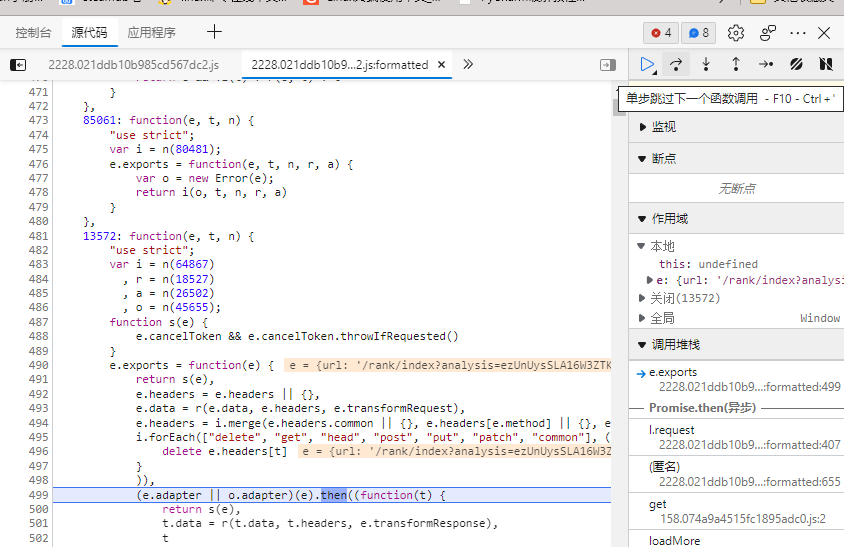 控制台 源代码 应用程序 4 8
2228.021ddb10b985cd567dc2.js 2228.021ddb10b9...2.js:formatted
单步跳过下一个函数调用 - F10 - Ctrl + '
471 }
472 },
473 85061: function(e, t, n) {
474 "use strict";
475 var i = n(80481);
476 e.exports = function(e, t, n, r, a) {
477 var o = new Error(e);
478 return i(o, t, n, r, a)
479 }
480 },
481 13572: function(e, t, n) {
482 "use strict";
483 var i = n(64867)
484 , r = n(18527)
485 , a = n(26502)
486 , o = n(45655);
487 function s(e) {
488 e.cancelToken && e.cancelToken.throwIfRequested()
489 }
490 e.exports = function(e) { e = {url: '/rank/index?analysis=ezUnUysSLA16W3ZTK
491 return s(e),
492 e.headers = e.headers || {},
493 e.data = r(e.data, e.headers, e.transformRequest),
494 e.headers = i.merge(e.headers.common || {}, e.headers[e.method] || {}, e
495 i.forEach(["delete", "get", "head", "post", "put", "patch", "common"], (
496 delete e.headers[t] e = {url: '/rank/index?analysis=ezUnUysSLA16W3Z
497 }
498 )),
499 (e.adapter || o.adapter)(e).then((function(t) {
500 return s(e),
501 t.data = r(t.data, t.headers, e.transformResponse),
502 t
监视
断点
无断点
作用域
本地
this: undefined
e: {url: '/rank/index?analys
关闭(13572)
全局 Window
调用堆栈
e.exports
2228.021ddb10b9...:formatted:499
Promise.then(异步)
l.request
2228.021ddb10b9...:formatted:407
(匿名)
2228.021ddb10b9...:formatted:655
get
158.074a9a4515fc1895adc0.js:2
loadMore